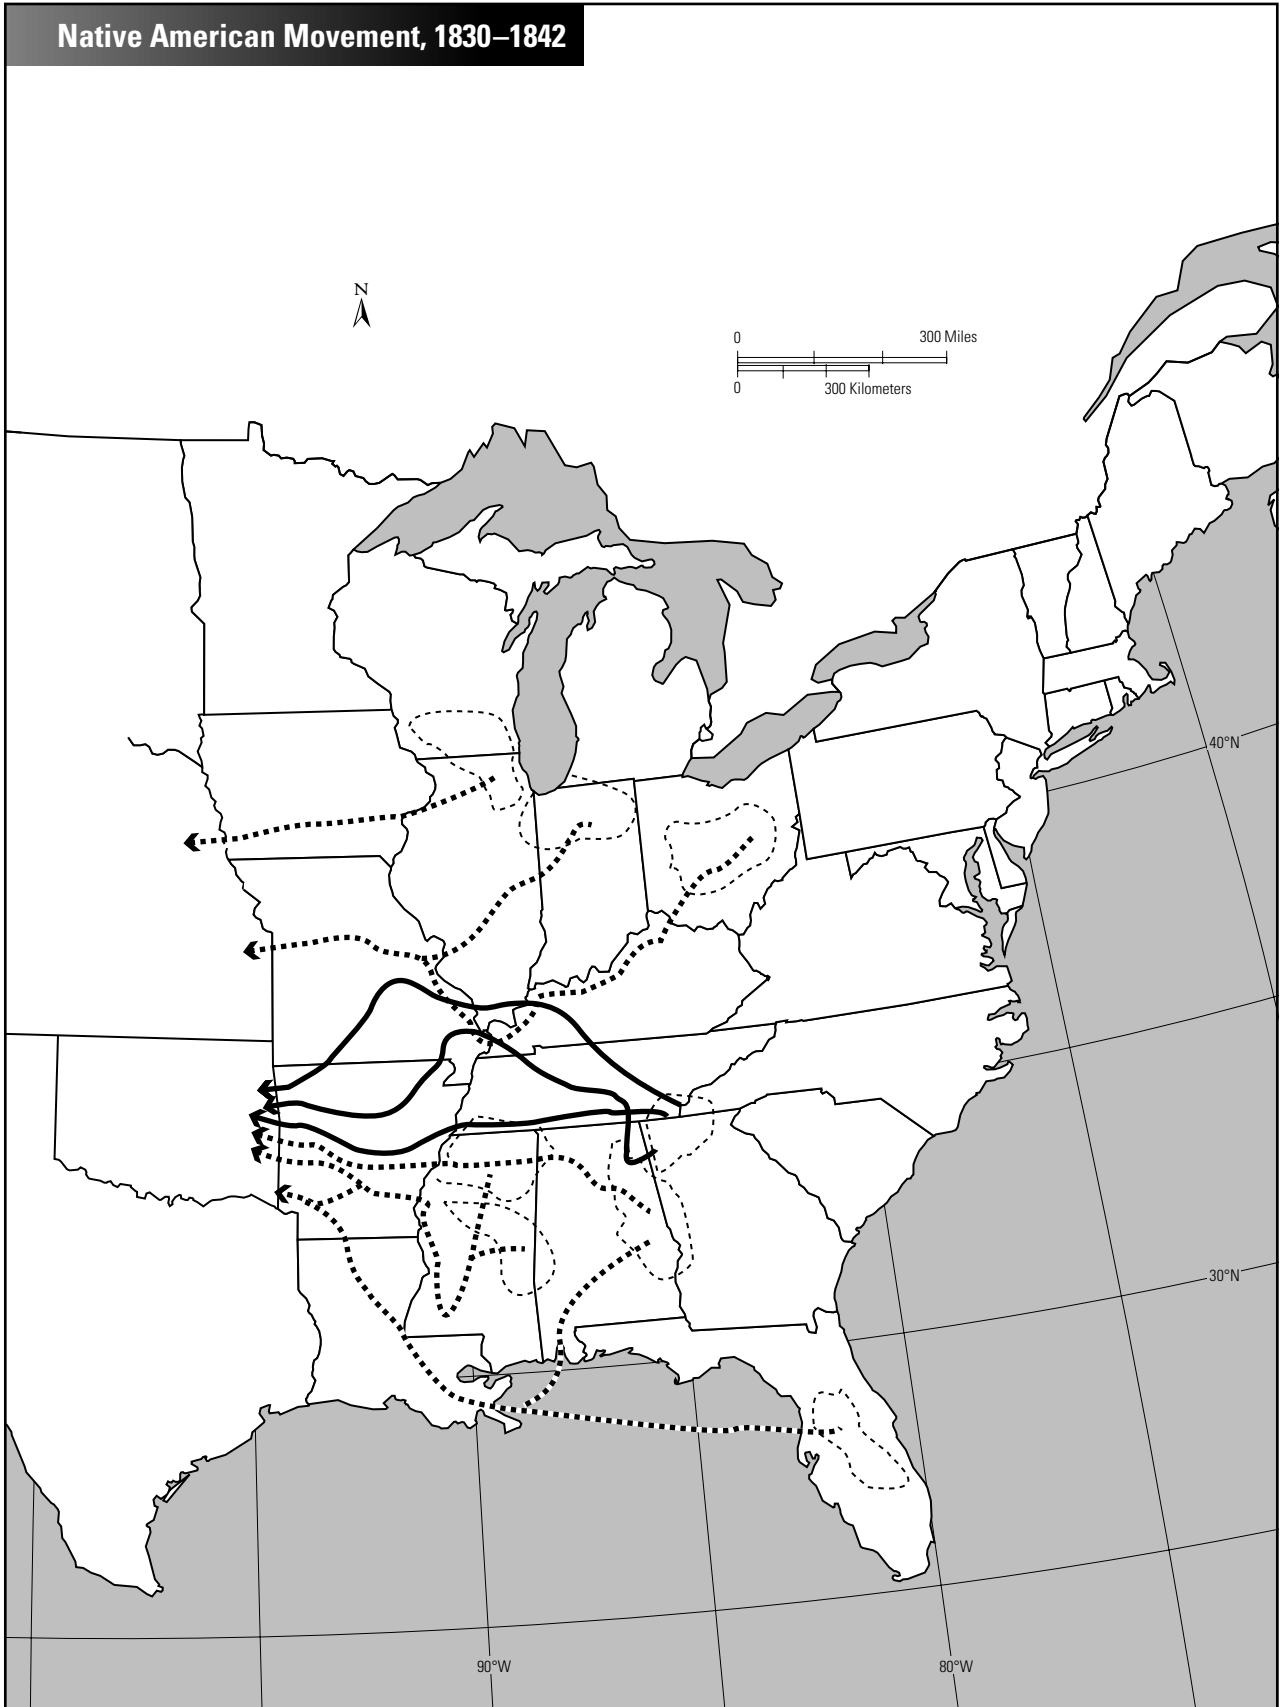 Native American Movement, 1830–1842
N
0 300 Miles
0 300 Kilometers
40°N
30°N
90°W 80°W